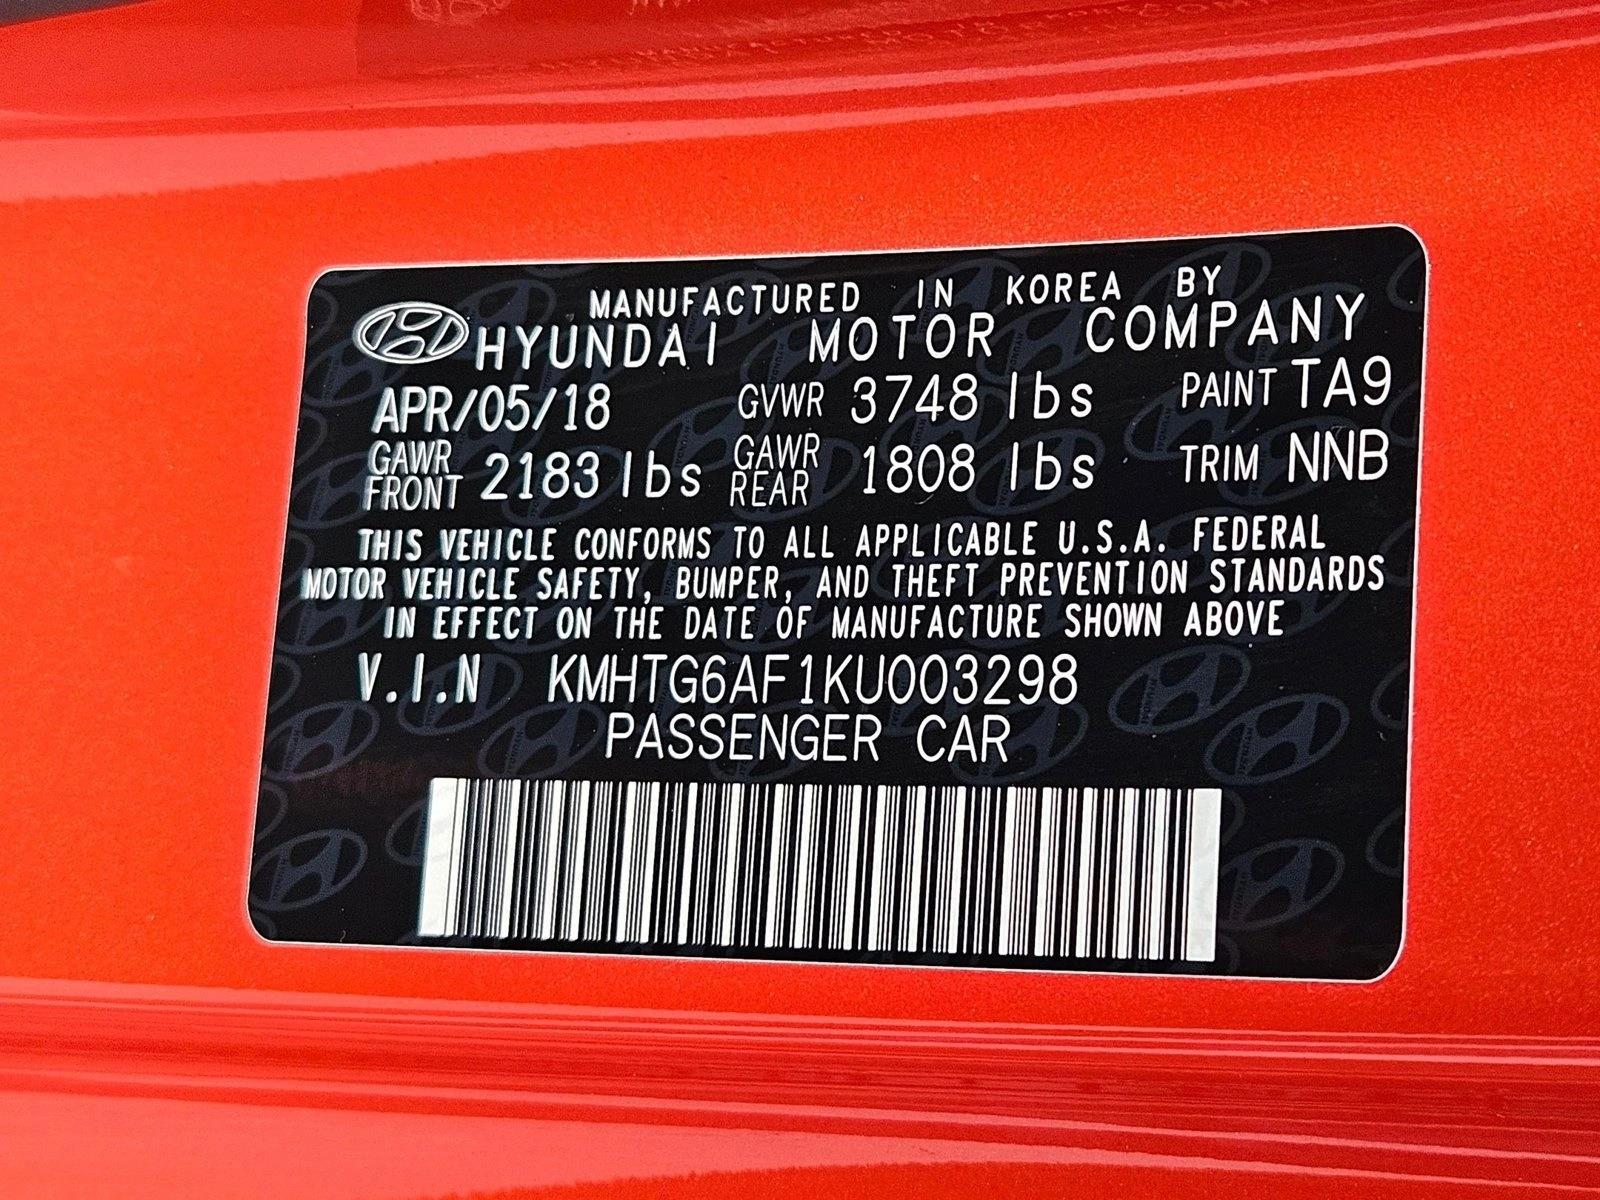 MANUFACTURED IN KOREA BY
HYUNDAI MOTOR COMPANY
APR/05/18 GVWR 3748 lbs PAINT TA9
GAWR FRONT 2183 lbs GAWR REAR 1808 lbs TRIM NNB
THIS VEHICLE CONFORMS TO ALL APPLICABLE U.S.A. FEDERAL
MOTOR VEHICLE SAFETY, BUMPER, AND THEFT PREVENTION STANDARDS
IN EFFECT ON THE DATE OF MANUFACTURE SHOWN ABOVE
V.I.N KMHTG6AF1KU003298
PASSENGER CAR